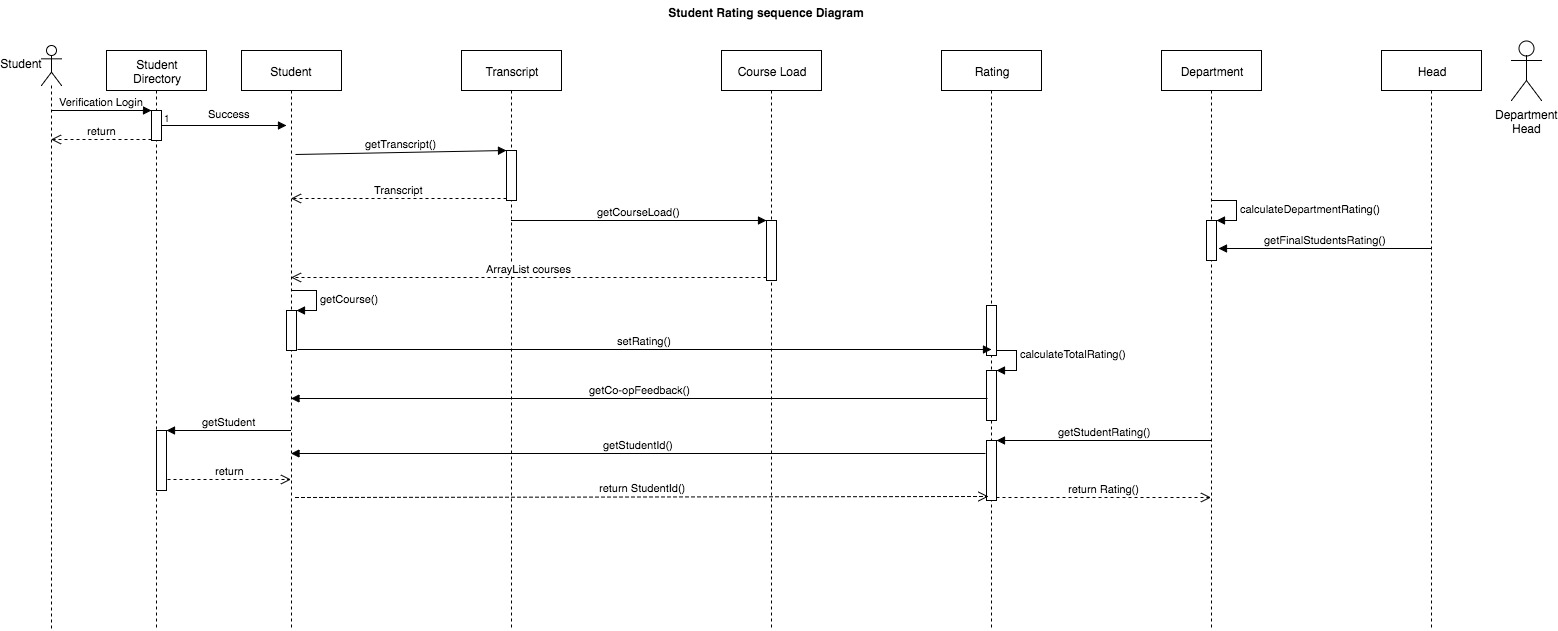 Student Rating sequence Diagram
Student
Student
Directory
Student
Transcript
Course Load
Rating
Department
Head
Department
Head
Verification Login
1
Success
return
getTranscript()
Transcript
calculateDepartmentRating()
getCourseLoad()
getFinalStudentsRating()
ArrayList courses
getCourse()
setRating()
calculateTotalRating()
getCo-opFeedback()
getStudent
getStudentRating()
getStudentId()
return
return StudentId()
return Rating()